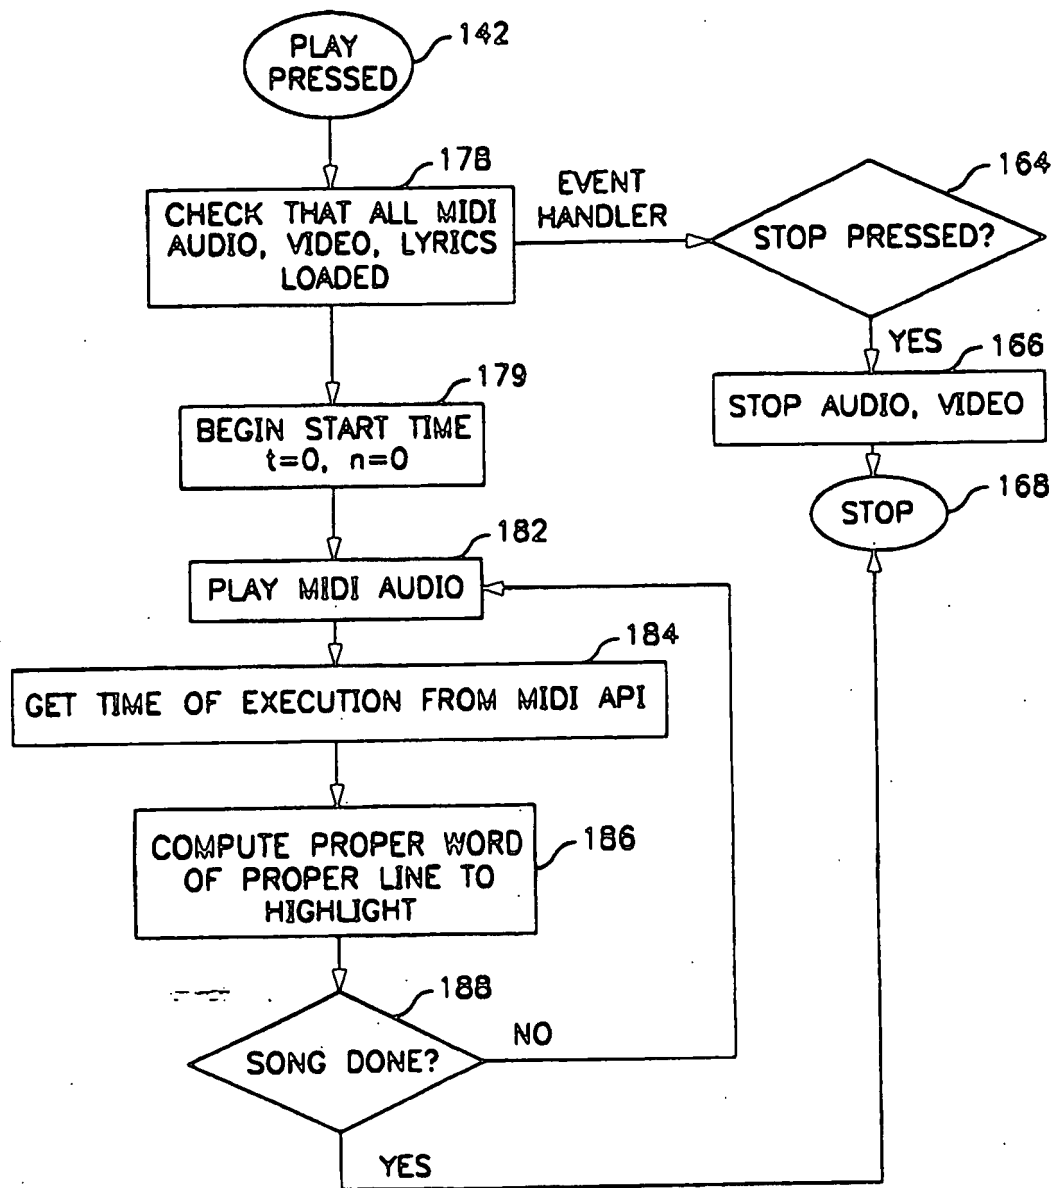 PLAY
PRESSED
142
178
CHECK THAT ALL MIDI
AUDIO, VIDEO, LYRICS
LOADED
EVENT
HANDLER
164
STOP PRESSED?
YES
166
STOP AUDIO, VIDEO
168
STOP
179
BEGIN START TIME
t=0, n=0
182
PLAY MIDI AUDIO
184
GET TIME OF EXECUTION FROM MIDI API
186
COMPUTE PROPER WORD
OF PROPER LINE TO
HIGHLIGHT
188
SONG DONE?
NO
YES